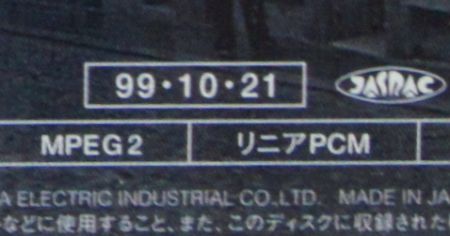 99・10・21
JASRAC
MPEG 2
リニアPCM
A ELECTRIC INDUSTRIAL CO.,LTD. MADE IN JA
などに使用すること、また、このディスクに収録された